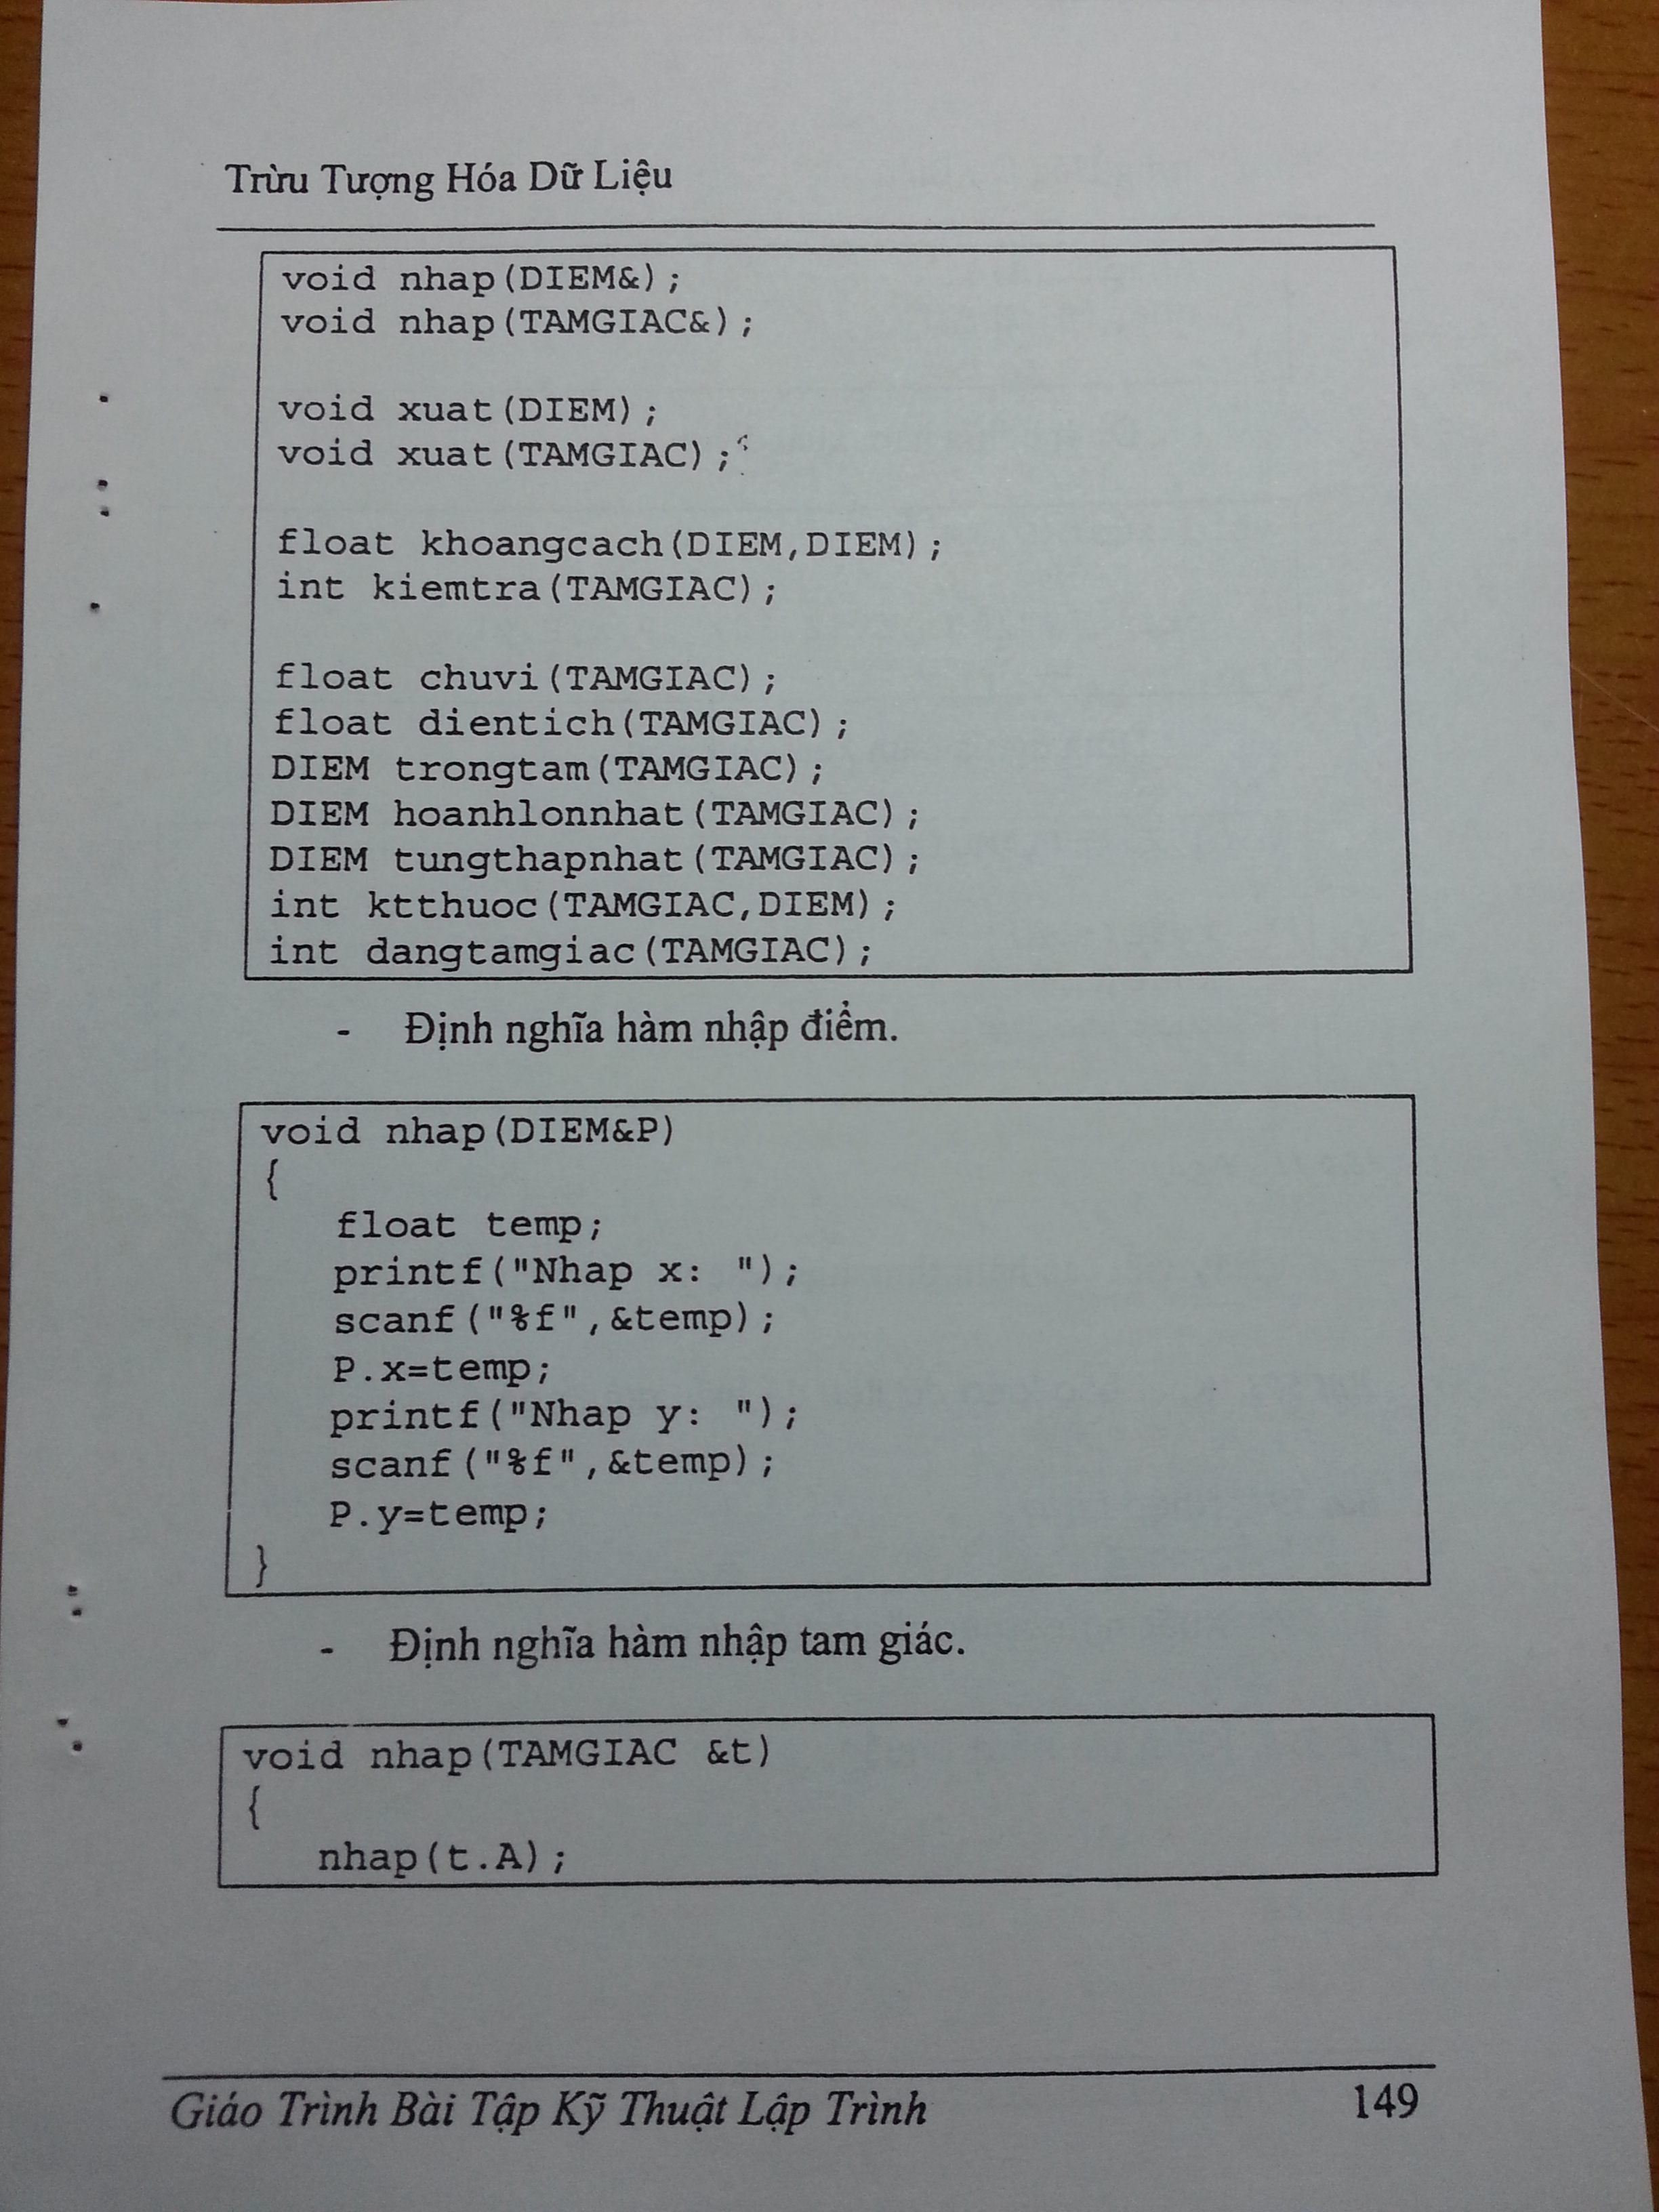 Trừu Tượng Hóa Dữ Liệu
void nhap(DIEM&);
void nhap(TAMGIAC&);
void xuat(DIEM);
void xuat(TAMGIAC);
float khoangcach(DIEM,DIEM);
int kiemtra(TAMGIAC);
float chuvi(TAMGIAC);
float dientich(TAMGIAC);
DIEM trongtam(TAMGIAC);
DIEM hoanhlonnhat(TAMGIAC);
DIEM tungthapnhat(TAMGIAC);
int ktthuoc(TAMGIAC,DIEM);
int dangtamgiac(TAMGIAC);
- Định nghĩa hàm nhập điểm.
void nhap(DIEM&P)
{
float temp;
printf("Nhap x: ");
scanf("%f",&temp);
P.x=temp;
printf("Nhap y: ");
scanf("%f",&temp);
P.y=temp;
}
- Định nghĩa hàm nhập tam giác.
void nhap(TAMGIAC &t)
{
nhap(t.A);
Giáo Trình Bài Tập Kỹ Thuật Lập Trình 149